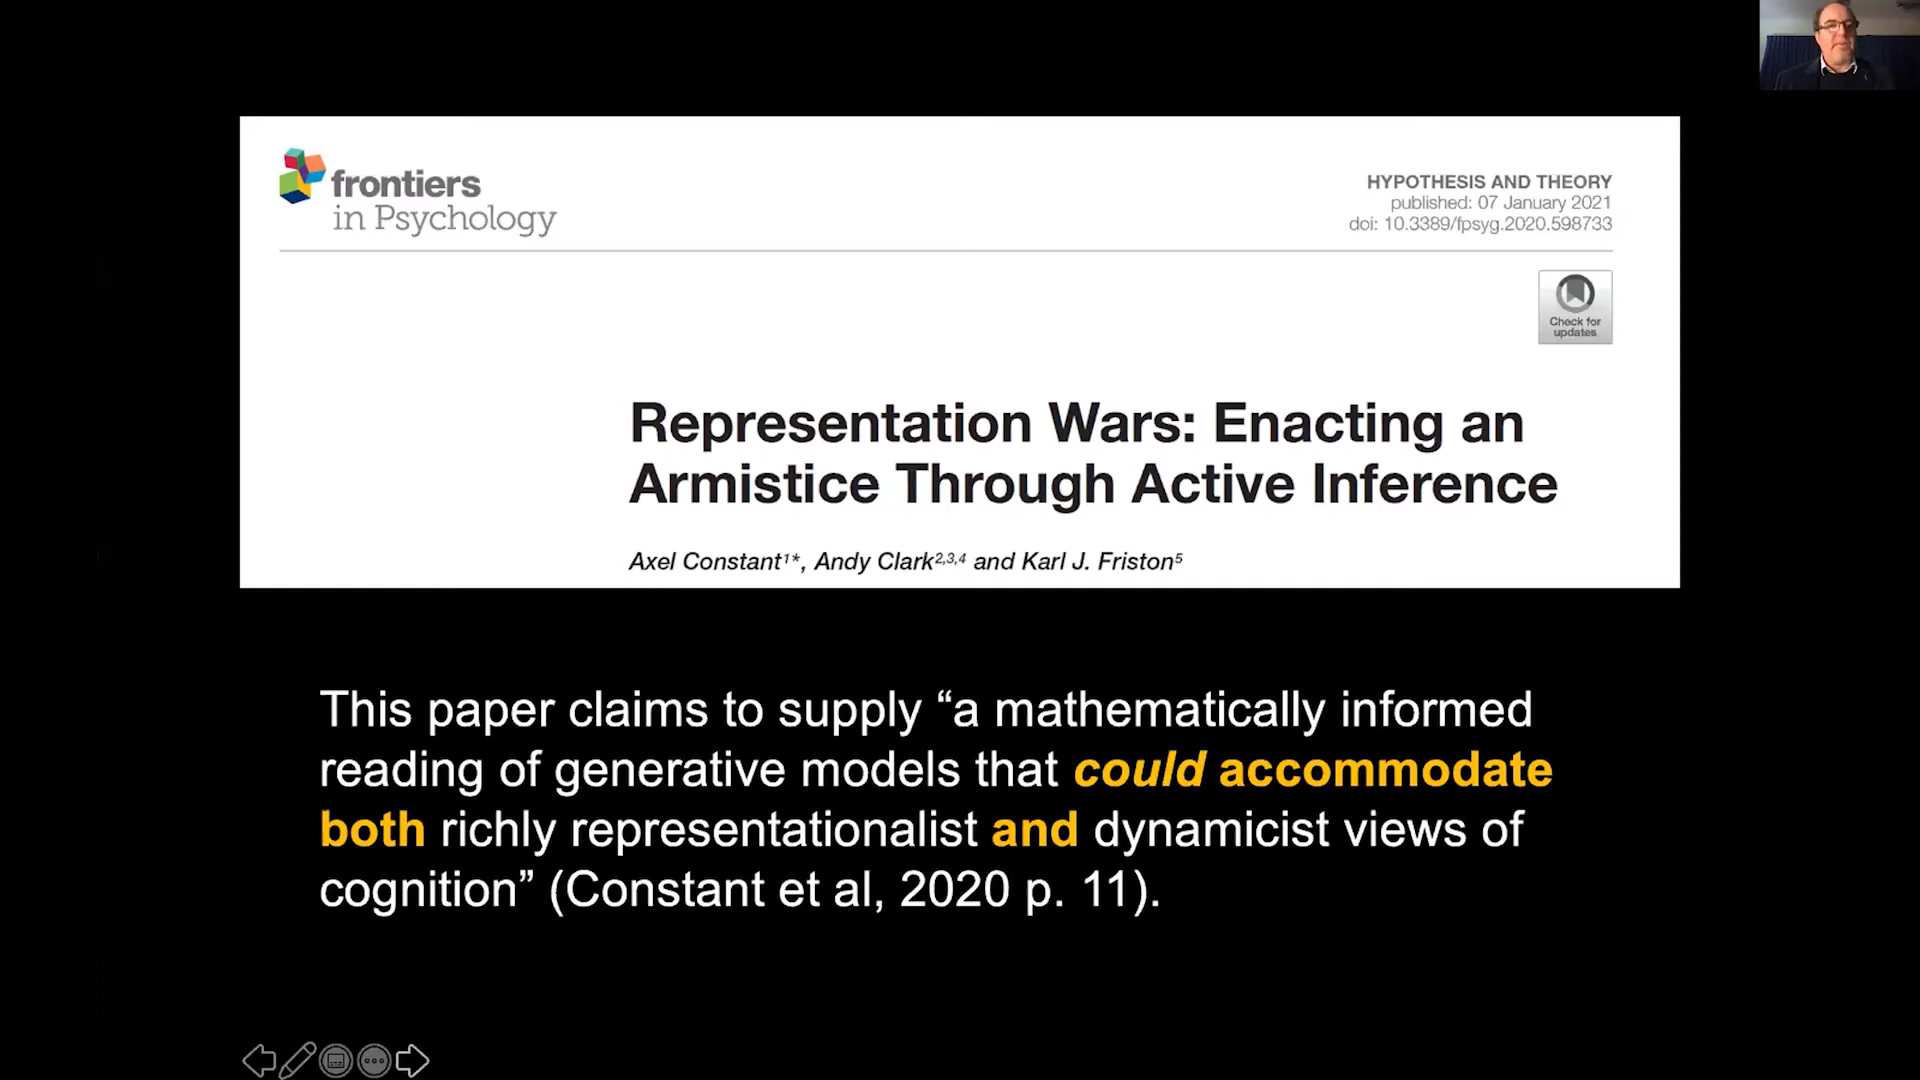 frontiers
in Psychology
HYPOTHESIS AND THEORY
published: 07 January 2021
doi: 10.3389/fpsyg.2020.598733
Check for
updates
Representation Wars: Enacting an
Armistice Through Active Inference
Axel Constant¹*, Andy Clark²,³,⁴ and Karl J. Friston⁵
This paper claims to supply “a mathematically informed
reading of generative models that could accommodate
both richly representationalist and dynamicist views of
cognition” (Constant et al, 2020 p. 11).